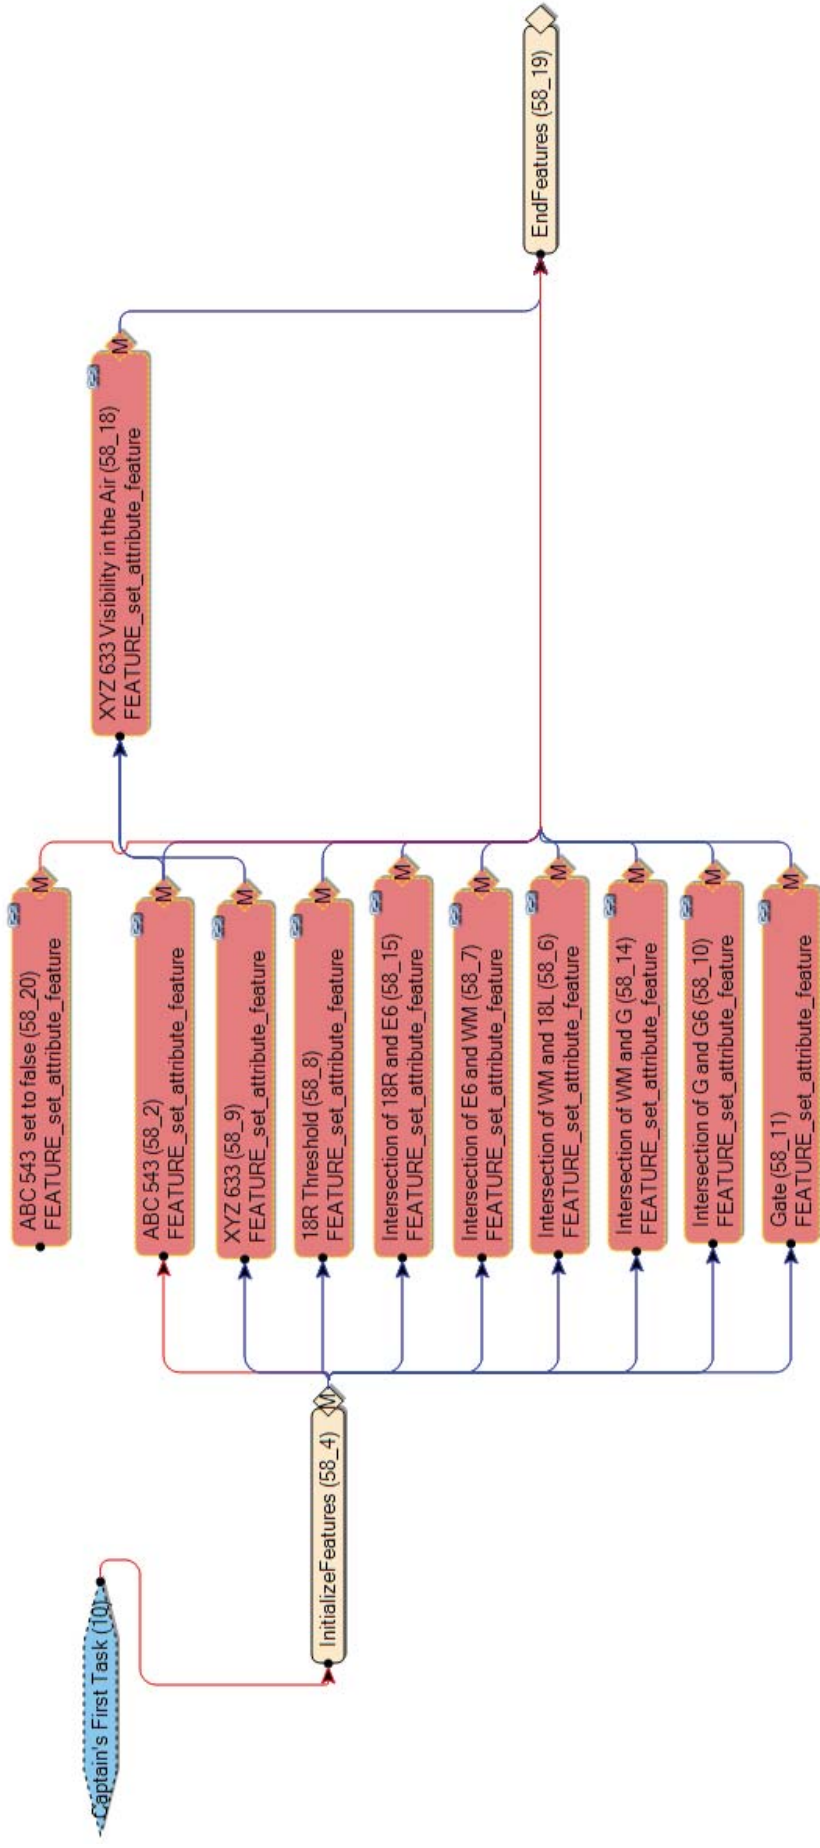 Captain's First Task (10)
InitializeFeatures (58_4)
M
ABC 543 set to false (58_20)
FEATURE_set_attribute_feature
M
ABC 543 (58_2)
FEATURE_set_attribute_feature
M
XYZ 633 (58_9)
FEATURE_set_attribute_feature
M
18R Threshold (58_8)
FEATURE_set_attribute_feature
M
Intersection of 18R and E6 (58_15)
FEATURE_set_attribute_feature
M
Intersection of E6 and WM (58_7)
FEATURE_set_attribute_feature
M
Intersection of WM and 18L (58_6)
FEATURE_set_attribute_feature
M
Intersection of WM and G (58_14)
FEATURE_set_attribute_feature
M
Intersection of G and G6 (58_10)
FEATURE_set_attribute_feature
M
Gate (58_11)
FEATURE_set_attribute_feature
M
XYZ 633 Visibility in the Air (58_18)
FEATURE_set_attribute_feature
M
EndFeatures (58_19)